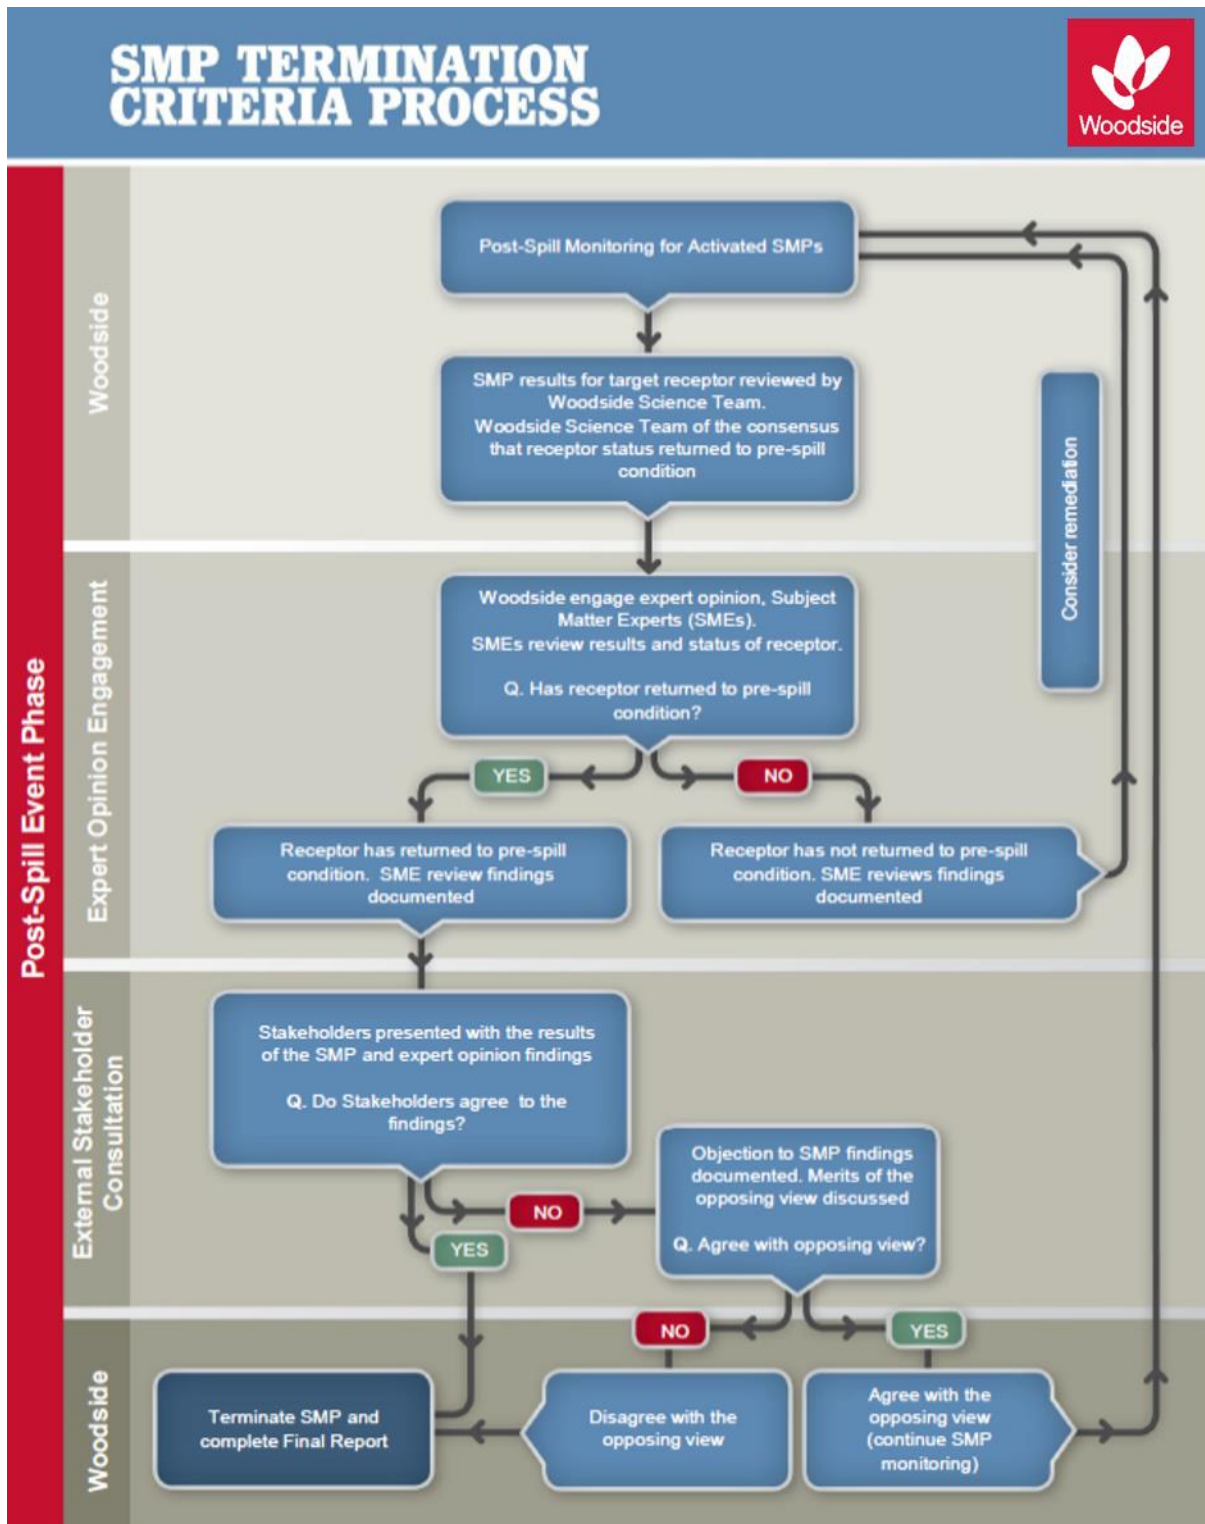 SMP TERMINATION
CRITERIA PROCESS
Woodside
Post-Spill Event Phase
Woodside
Post-Spill Monitoring for Activated SMPs
SMP results for target receptor reviewed by
Woodside Science Team.
Woodside Science Team of the consensus
that receptor status returned to pre-spill
condition
Consider remediation
Expert Opinion Engagement
Woodside engage expert opinion, Subject
Matter Experts (SMEs).
SMEs review results and status of receptor.
Q. Has receptor returned to pre-spill
condition?
YES
NO
Receptor has returned to pre-spill
condition. SME review findings
documented
Receptor has not returned to pre-spill
condition. SME reviews findings
documented
External Stakeholder
Consultation
Stakeholders presented with the results
of the SMP and expert opinion findings
Q. Do Stakeholders agree to the
findings?
NO
YES
Objection to SMP findings
documented. Merits of the
opposing view discussed
Q. Agree with opposing view?
NO
YES
Woodside
Terminate SMP and
complete Final Report
Disagree with the
opposing view
Agree with the
opposing view
(continue SMP
monitoring)